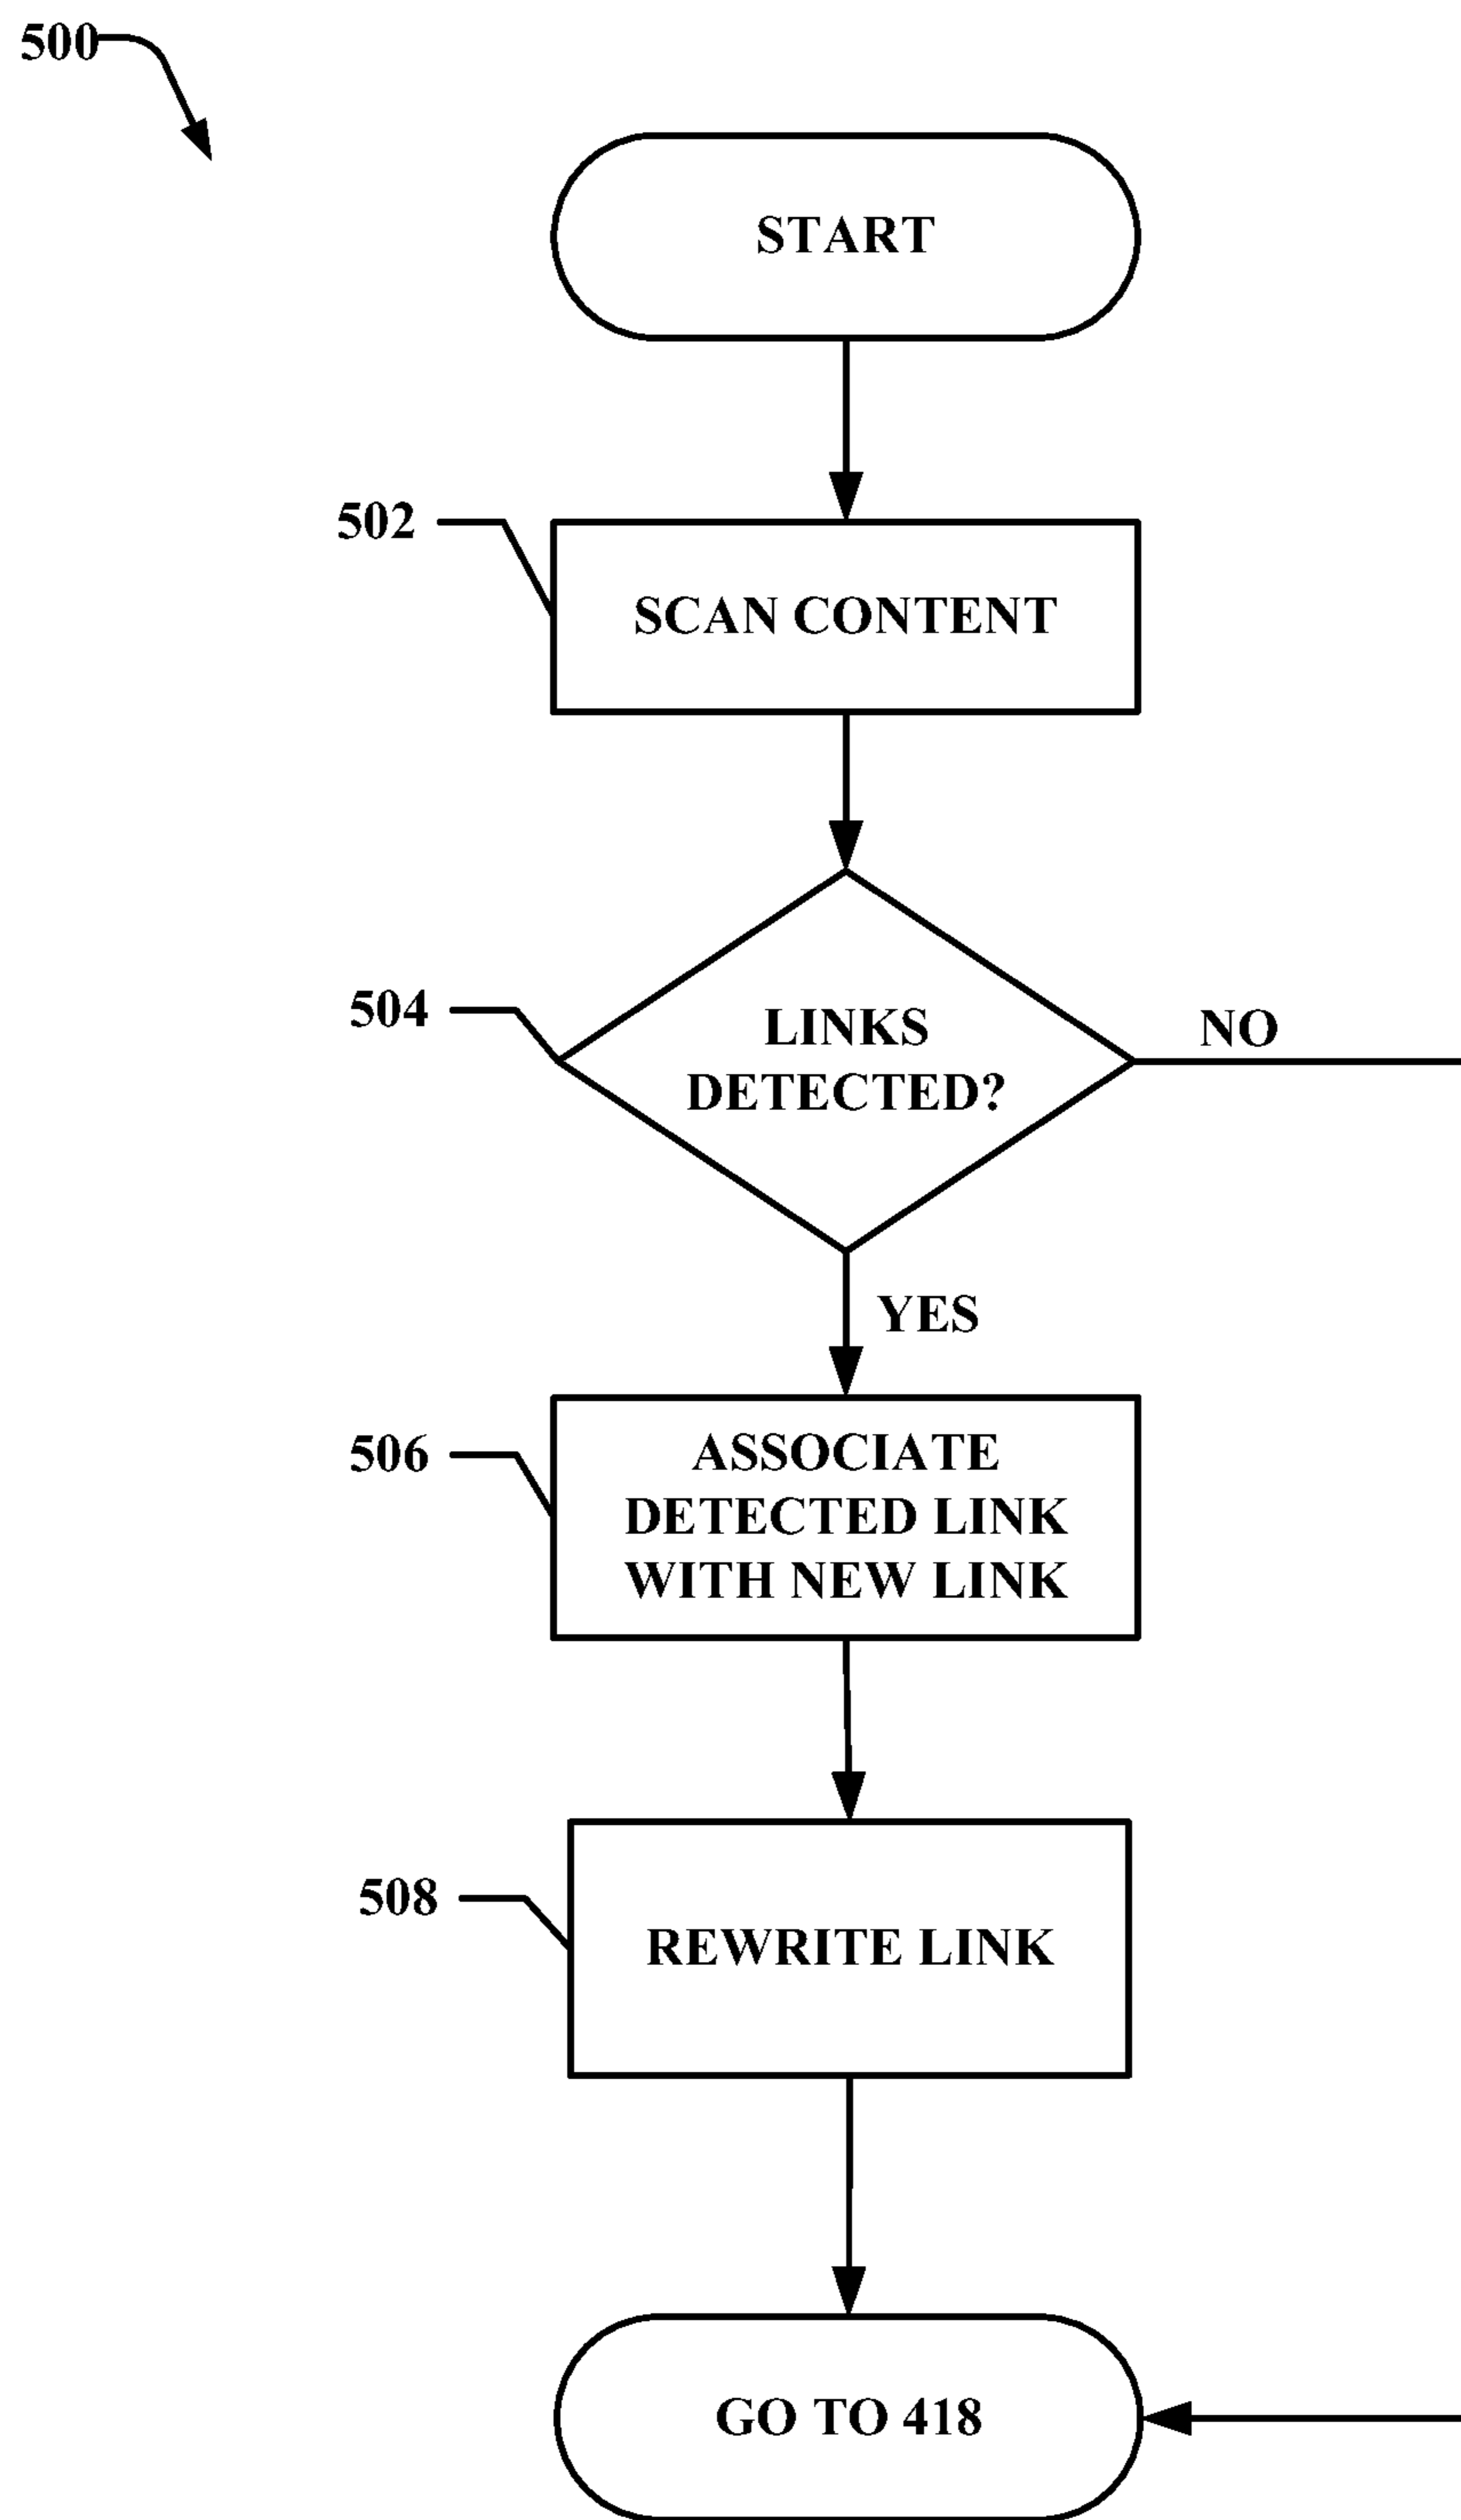 500
START
502
SCAN CONTENT
504
LINKS
DETECTED?
NO
YES
506
ASSOCIATE
DETECTED LINK
WITH NEW LINK
508
REWRITE LINK
GO TO 418